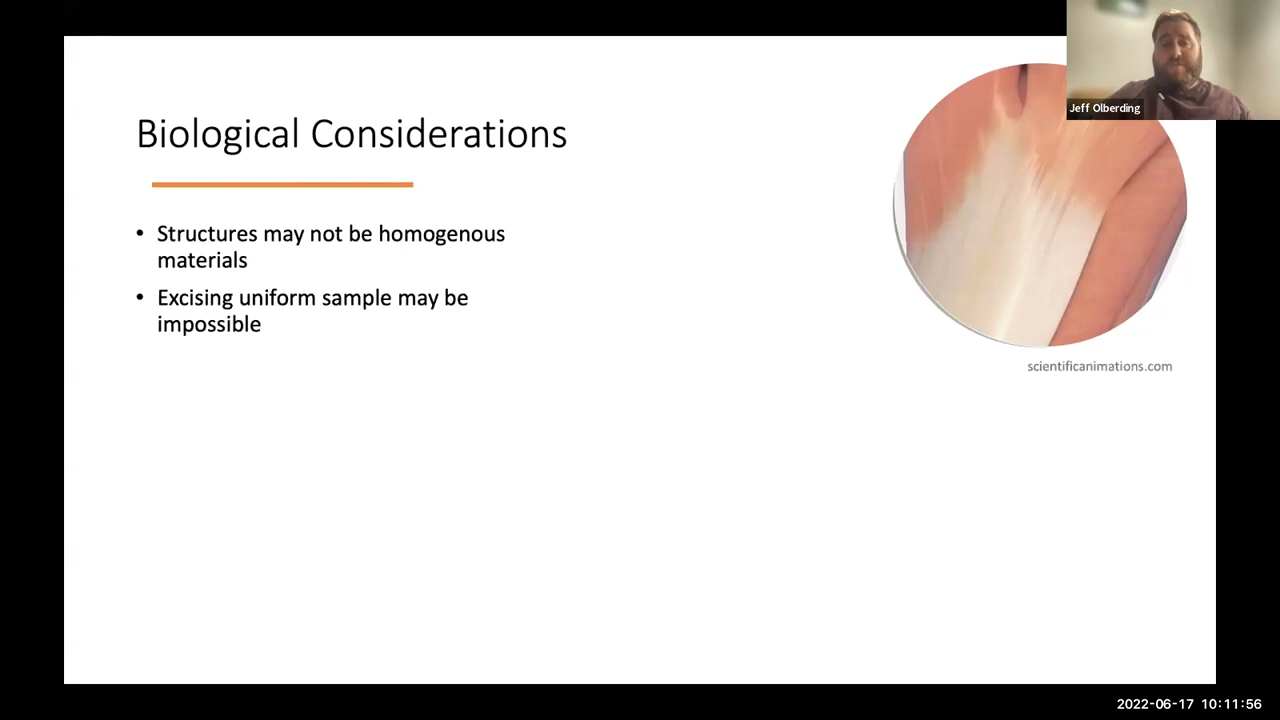 Jeff Olberding
Biological Considerations
• Structures may not be homogenous
materials
• Excising uniform sample may be
impossible
scientificanimations.com
2022-06-17 10:11:56